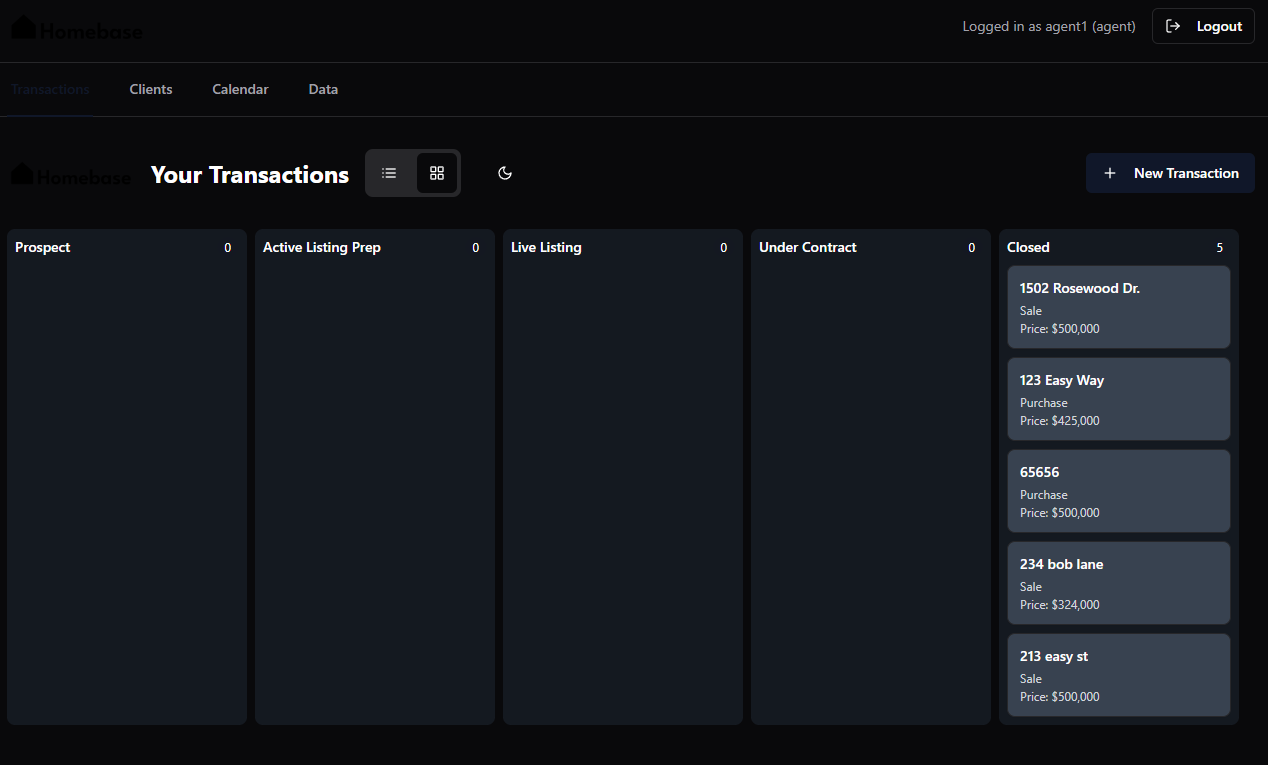 Homebase
Logged in as agent1 (agent)
Logout
Transactions
Clients
Calendar
Data
Homebase
Your Transactions
New Transaction
Prospect 0
Active Listing Prep 0
Live Listing 0
Under Contract 0
Closed 5
1502 Rosewood Dr.
Sale
Price: $500,000
123 Easy Way
Purchase
Price: $425,000
65656
Purchase
Price: $500,000
234 bob lane
Sale
Price: $324,000
213 easy st
Sale
Price: $500,000